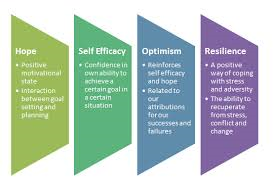 Hope
• Positive
motivational
state
• Interaction
between goal
setting and
planning
Self Efficacy
• Confidence in
own ability to
achieve a
certain goal in
a certain
situation
Optimism
• Reinforces
self efficacy
and hope
• Related to
our
attributions
for our
successes and
failures
Resilience
• A positive
way of coping
with stress
and adversity
• The ability to
recuperate
from stress,
conflict and
change